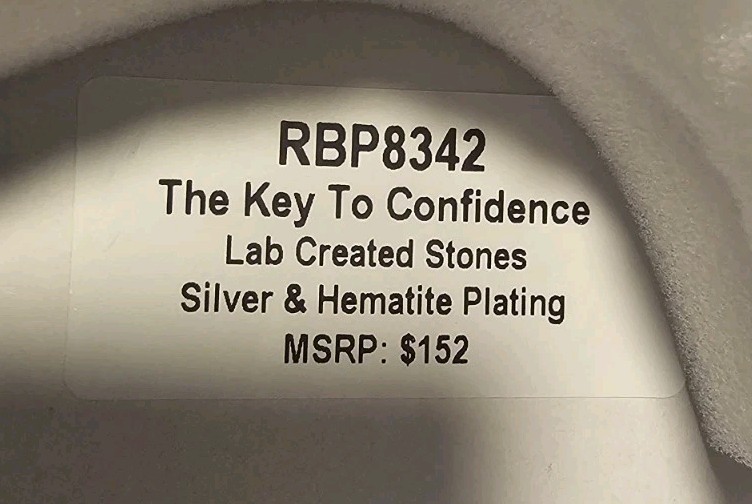 RBP8342
The Key To Confidence
Lab Created Stones
Silver & Hematite Plating
MSRP: $152